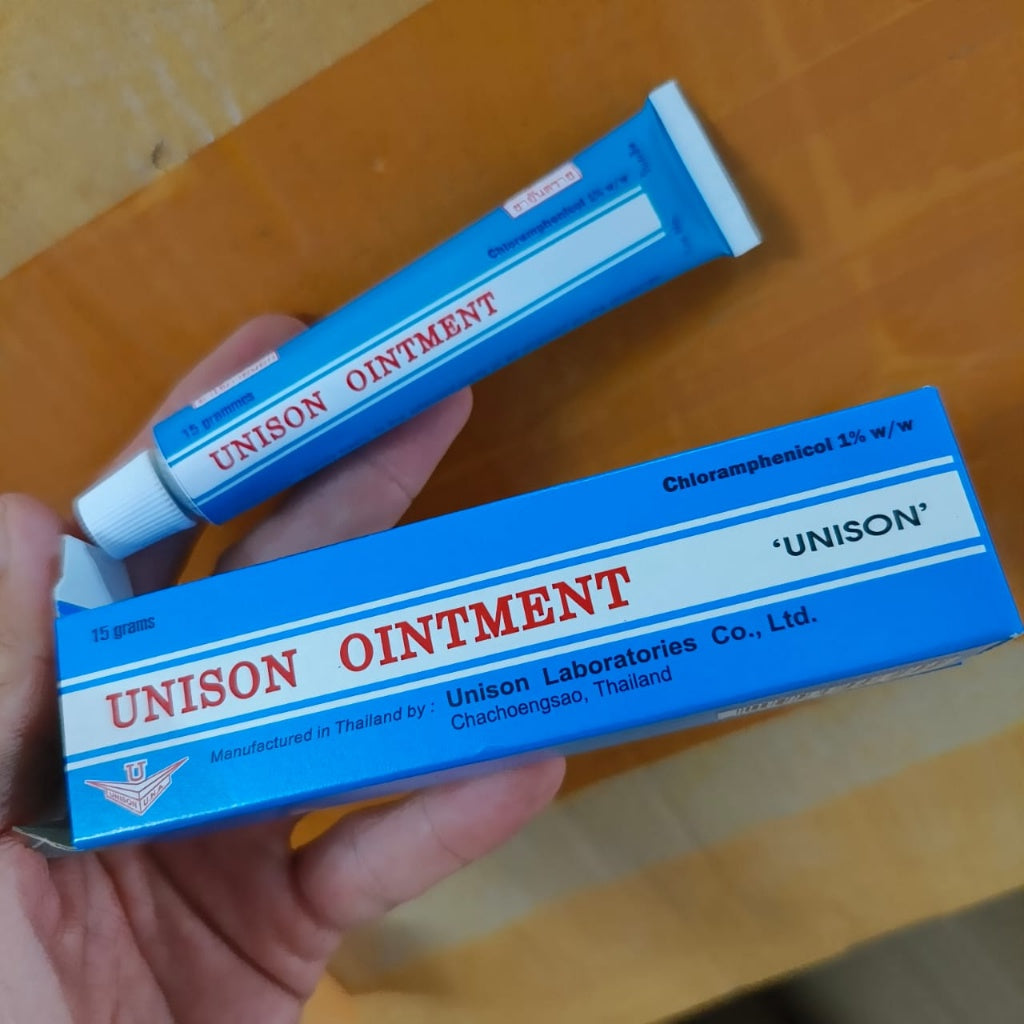 Chloramphenicol 1% w/w
15 grammes
UNISON OINTMENT
Chloramphenicol 1% w/w
'UNISON'
15 grams
UNISON OINTMENT
Manufactured in Thailand by : Unison Laboratories Co., Ltd.
Chachoengsao, Thailand
U
UNISON U.N.A.